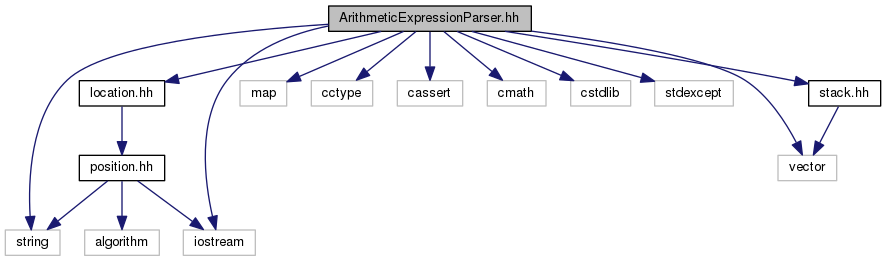 ArithmeticExpressionParser.hh
location.hh
map
cctype
cassert
cmath
cstdlib
stdexcept
stack.hh
position.hh
vector
string
algorithm
iostream